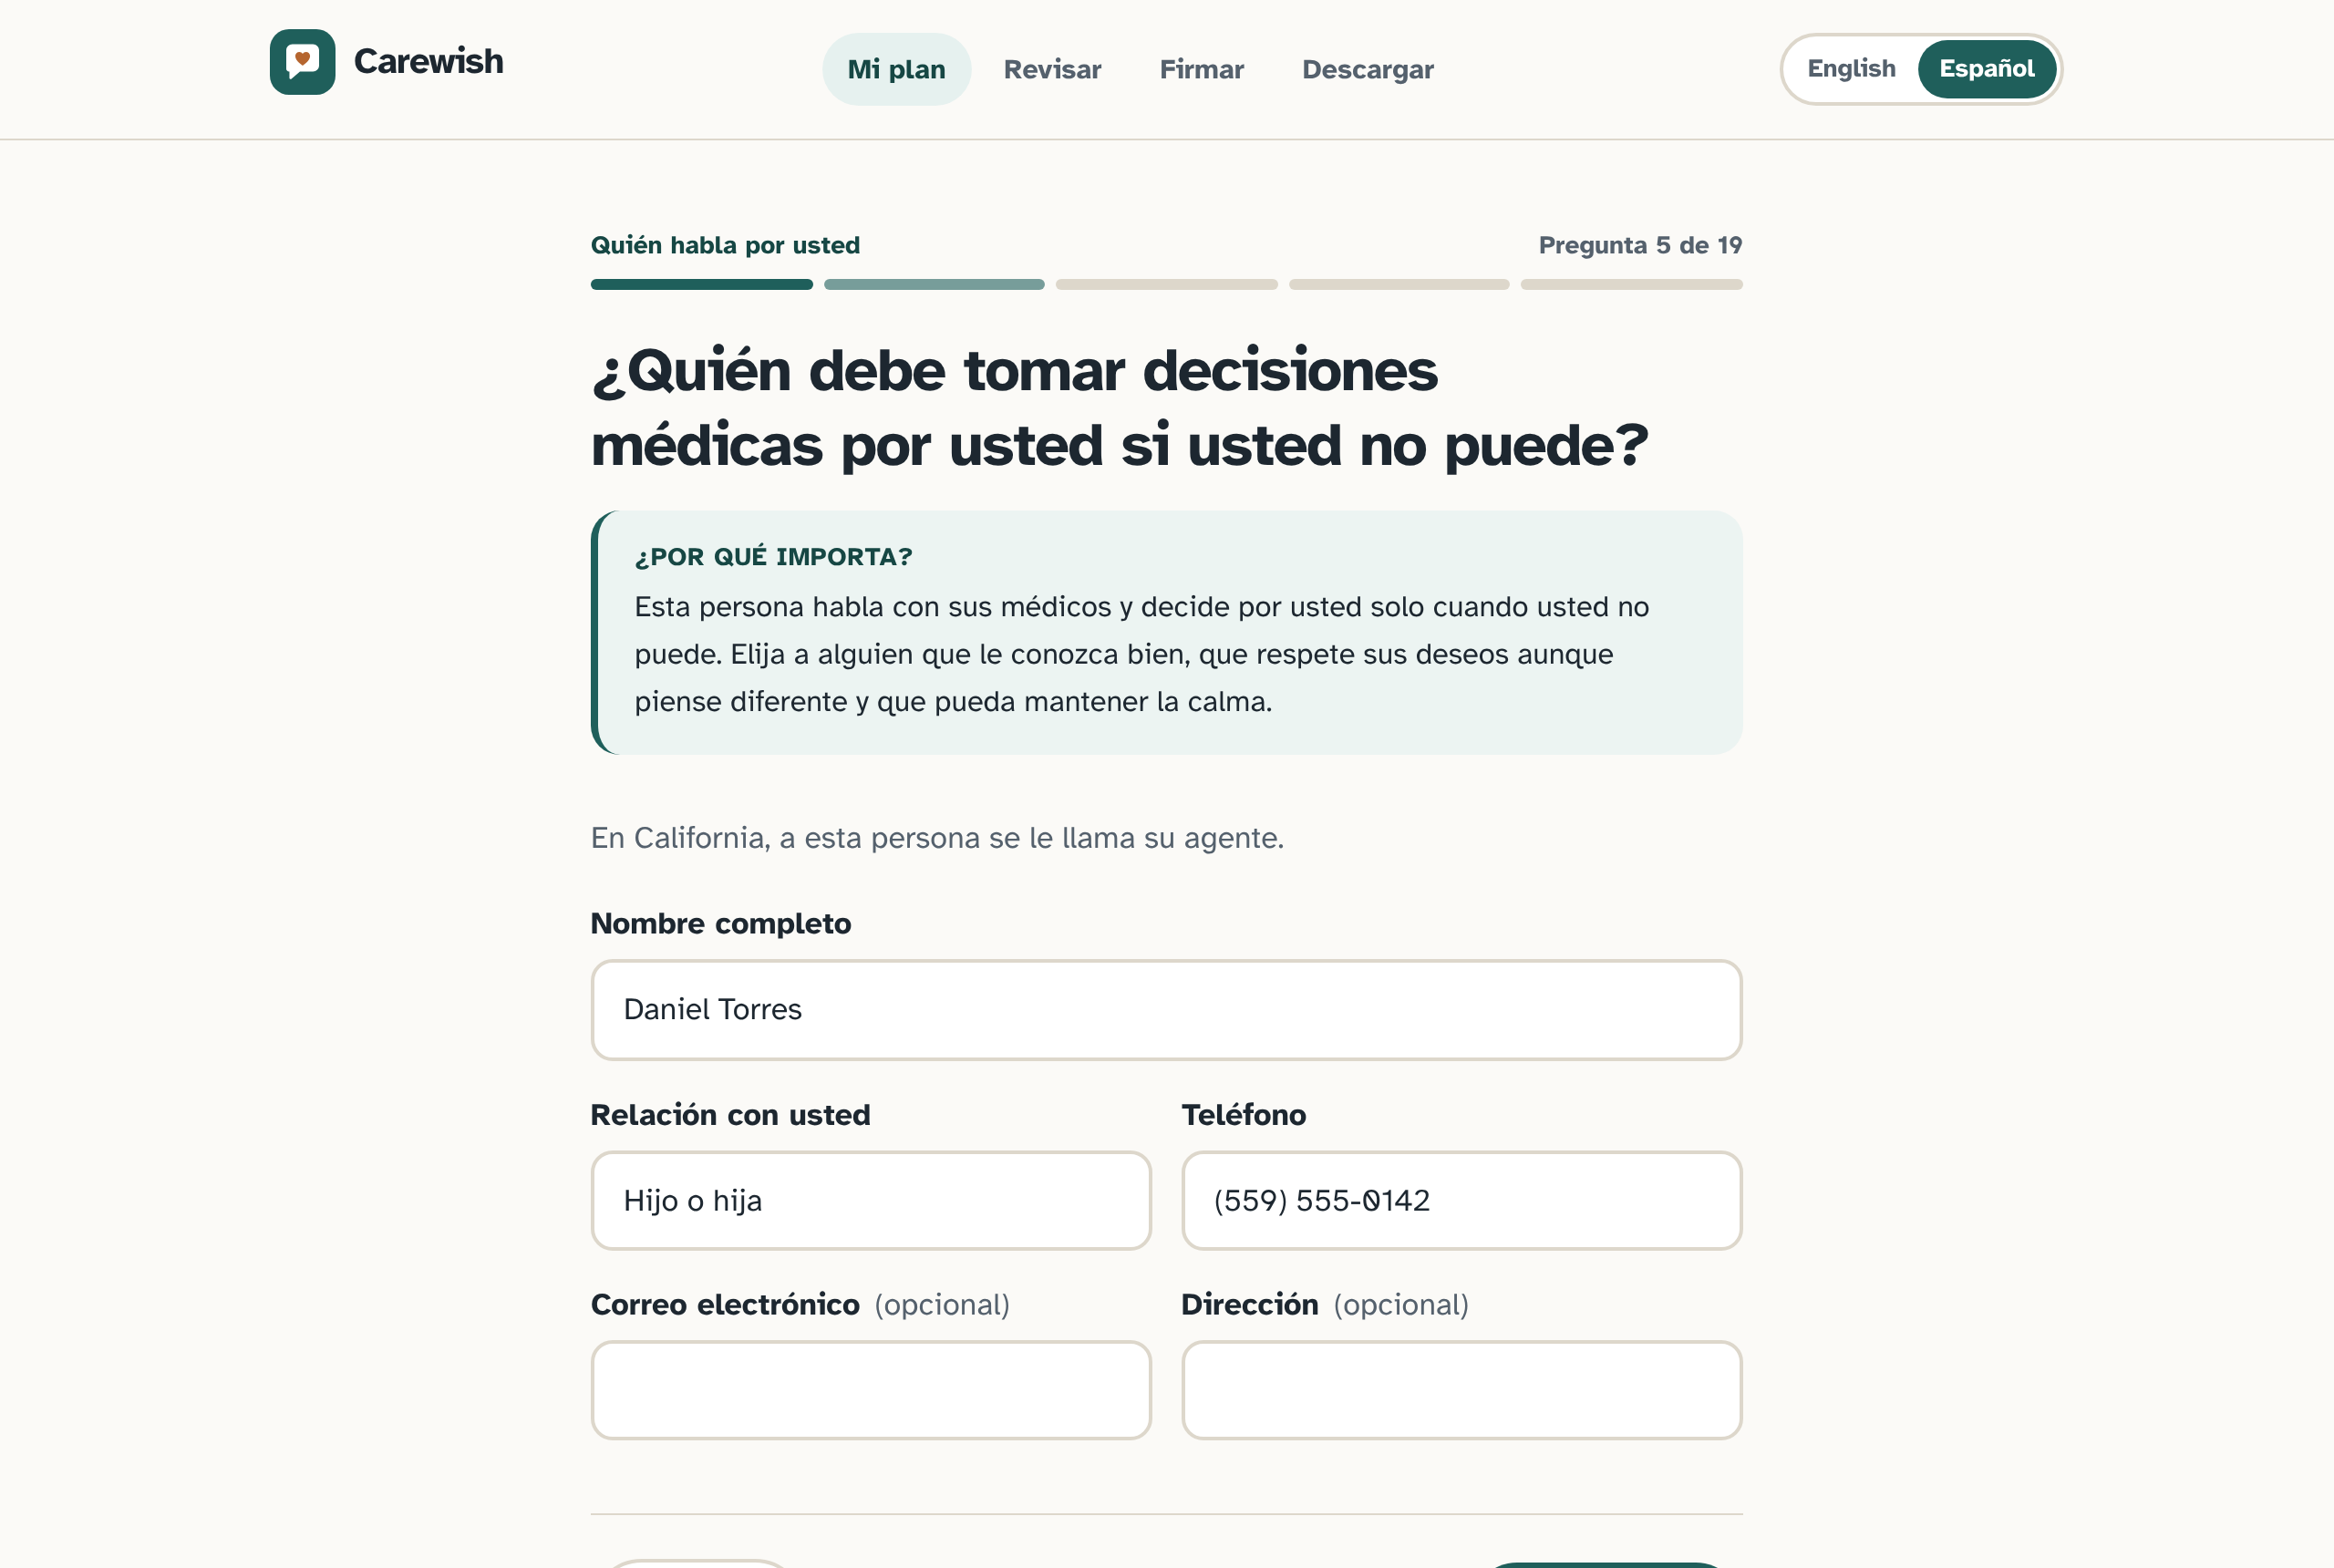 Carewish
Mi plan
Revisar
Firmar
Descargar
English
Español
Quién habla por usted
Pregunta 5 de 19
¿Quién debe tomar decisiones
médicas por usted si usted no puede?
¿POR QUÉ IMPORTA?
Esta persona habla con sus médicos y decide por usted solo cuando usted no
puede. Elija a alguien que le conozca bien, que respete sus deseos aunque
piense diferente y que pueda mantener la calma.
En California, a esta persona se le llama su agente.
Nombre completo
Daniel Torres
Relación con usted
Hijo o hija
Teléfono
(559) 555-0142
Correo electrónico (opcional)
Dirección (opcional)